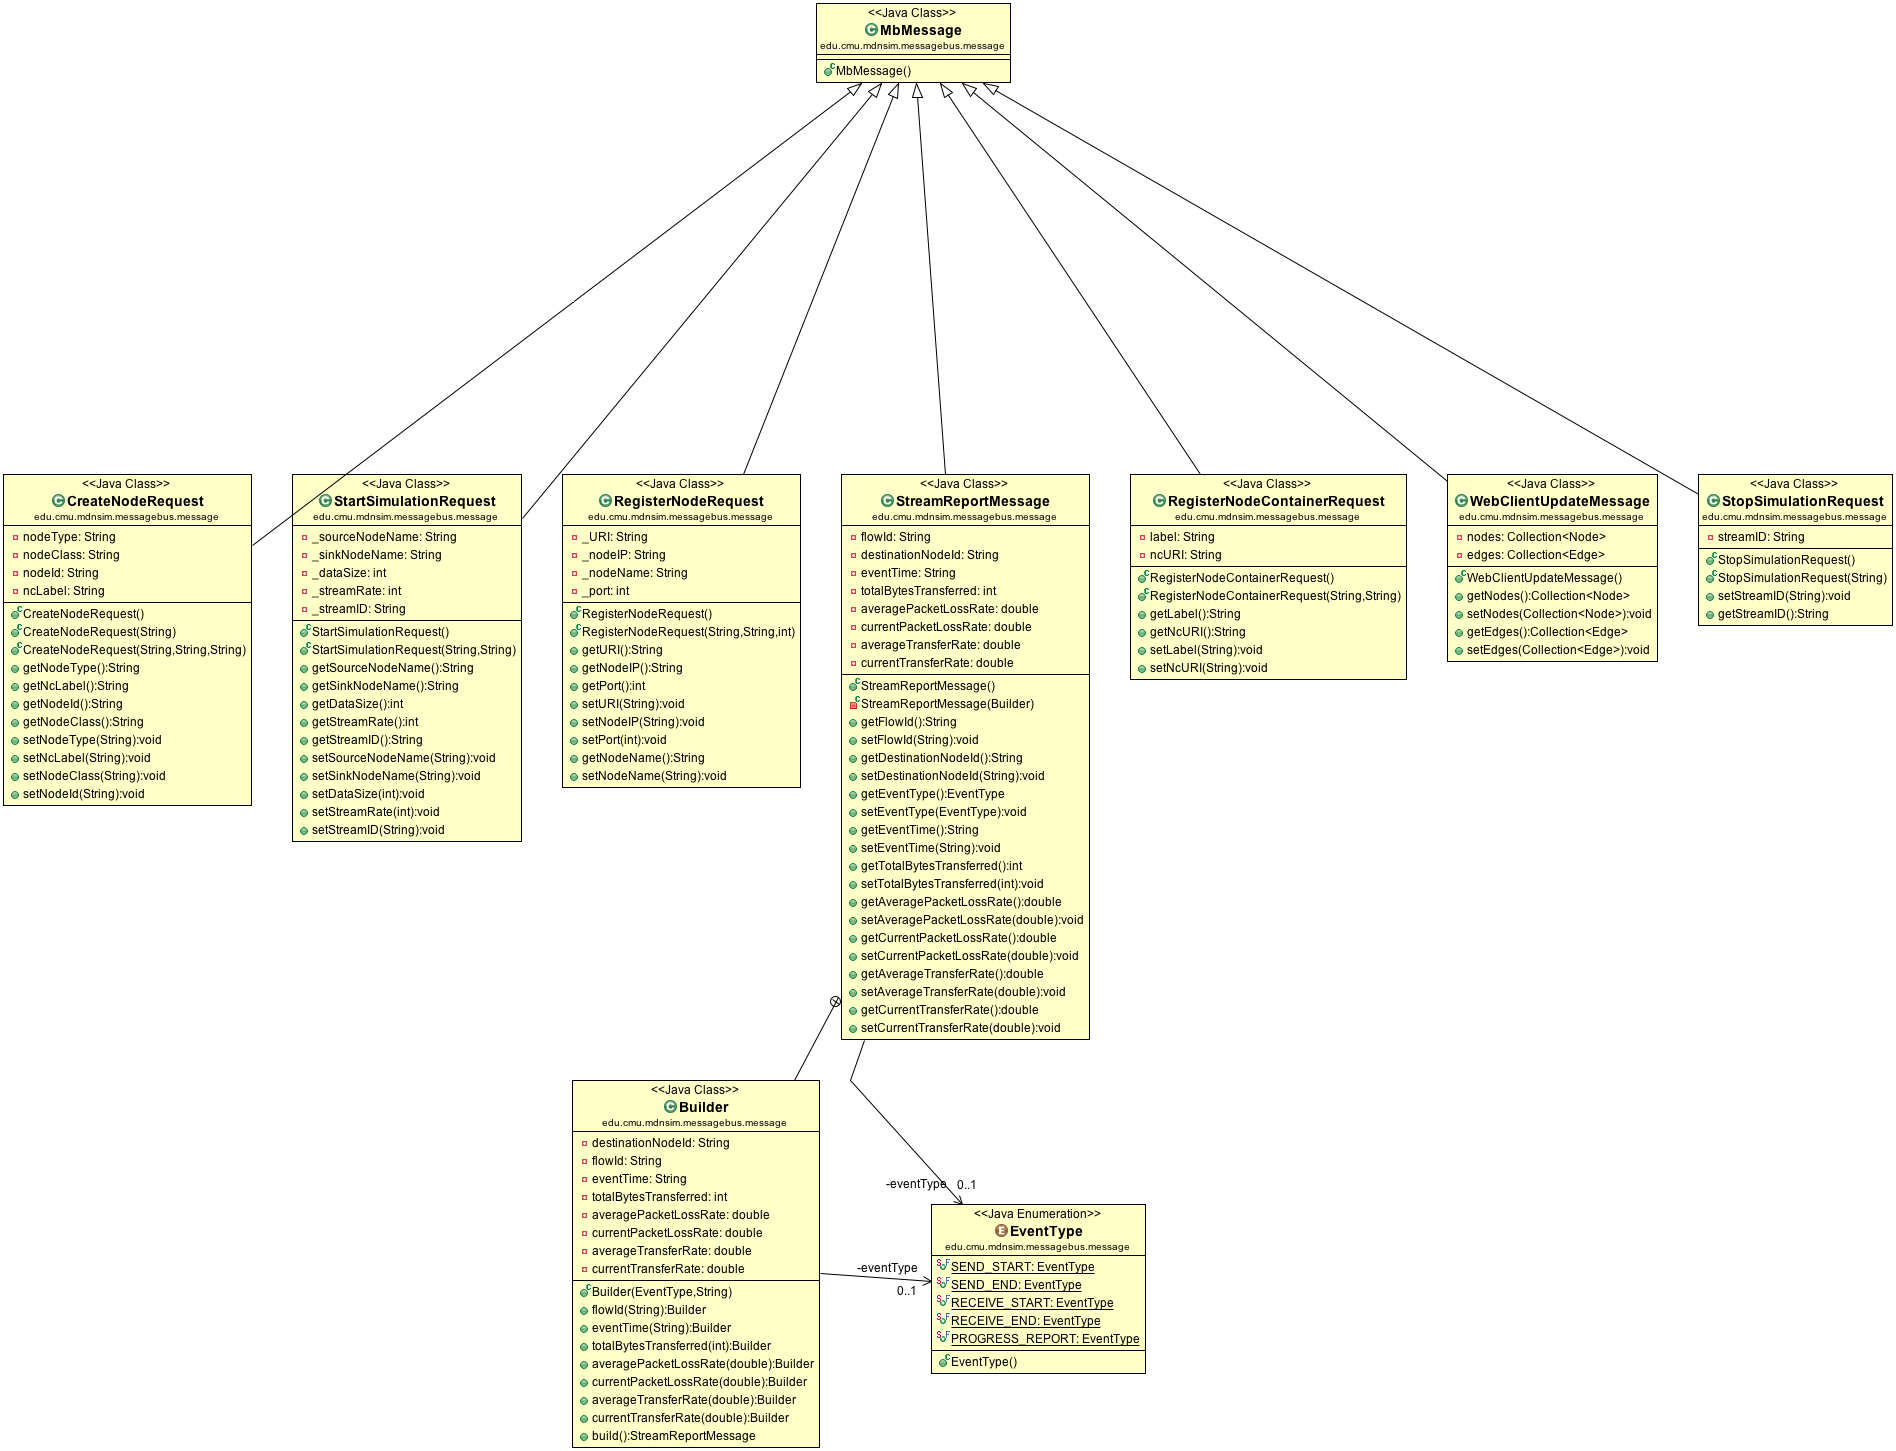 <<Java Class>>
MbMessage
edu.cmu.mdnsim.messagebus.message
MbMessage()
<<Java Class>>
CreateNodeRequest
edu.cmu.mdnsim.messagebus.message
nodeType: String
nodeClass: String
nodeId: String
ncLabel: String
CreateNodeRequest()
CreateNodeRequest(String)
CreateNodeRequest(String,String,String)
getNodeType():String
getNcLabel():String
getNodeId():String
getNodeClass():String
setNodeType(String):void
setNcLabel(String):void
setNodeClass(String):void
setNodeId(String):void
<<Java Class>>
StartSimulationRequest
edu.cmu.mdnsim.messagebus.message
_sourceNodeName: String
_sinkNodeName: String
_dataSize: int
_streamRate: int
_streamID: String
StartSimulationRequest()
StartSimulationRequest(String,String)
getSourceNodeName():String
getSinkNodeName():String
getDataSize():int
getStreamRate():int
getStreamID():String
setSourceNodeName(String):void
setSinkNodeName(String):void
setDataSize(int):void
setStreamRate(int):void
setStreamID(String):void
<<Java Class>>
RegisterNodeRequest
edu.cmu.mdnsim.messagebus.message
_URI: String
_nodeIP: String
_nodeName: String
_port: int
RegisterNodeRequest()
RegisterNodeRequest(String,String,int)
getURI():String
getNodeIP():String
getPort():int
setURI(String):void
setNodeIP(String):void
setPort(int):void
getNodeName():String
setNodeName(String):void
<<Java Class>>
StreamReportMessage
edu.cmu.mdnsim.messagebus.message
flowId: String
destinationNodeId: String
eventTime: String
totalBytesTransferred: int
averagePacketLossRate: double
currentPacketLossRate: double
averageTransferRate: double
currentTransferRate: double
StreamReportMessage()
StreamReportMessage(Builder)
getFlowId():String
setFlowId(String):void
getDestinationNodeId():String
setDestinationNodeId(String):void
getEventType():EventType
setEventType(EventType):void
getEventTime():String
setEventTime(String):void
getTotalBytesTransferred():int
setTotalBytesTransferred(int):void
getAveragePacketLossRate():double
setAveragePacketLossRate(double):void
getCurrentPacketLossRate():double
setCurrentPacketLossRate(double):void
getAverageTransferRate():double
setAverageTransferRate(double):void
getCurrentTransferRate():double
setCurrentTransferRate(double):void
<<Java Class>>
RegisterNodeContainerRequest
edu.cmu.mdnsim.messagebus.message
label: String
ncURI: String
RegisterNodeContainerRequest()
RegisterNodeContainerRequest(String,String)
getLabel():String
getNcURI():String
setLabel(String):void
setNcURI(String):void
<<Java Class>>
WebClientUpdateMessage
edu.cmu.mdnsim.messagebus.message
nodes: Collection<Node>
edges: Collection<Edge>
WebClientUpdateMessage()
getNodes():Collection<Node>
setNodes(Collection<Node>):void
getEdges():Collection<Edge>
setEdges(Collection<Edge>):void
<<Java Class>>
StopSimulationRequest
edu.cmu.mdnsim.messagebus.message
streamID: String
StopSimulationRequest()
StopSimulationRequest(String)
setStreamID(String):void
getStreamID():String
<<Java Class>>
Builder
edu.cmu.mdnsim.messagebus.message
destinationNodeId: String
flowId: String
eventTime: String
totalBytesTransferred: int
averagePacketLossRate: double
currentPacketLossRate: double
averageTransferRate: double
currentTransferRate: double
Builder(EventType,String)
flowId(String):Builder
eventTime(String):Builder
totalBytesTransferred(int):Builder
averagePacketLossRate(double):Builder
currentPacketLossRate(double):Builder
averageTransferRate(double):Builder
currentTransferRate(double):Builder
build():StreamReportMessage
-eventType 0..1
-eventType
0..1
<<Java Enumeration>>
EventType
edu.cmu.mdnsim.messagebus.message
SEND_START: EventType
SEND_END: EventType
RECEIVE_START: EventType
RECEIVE_END: EventType
PROGRESS_REPORT: EventType
EventType()